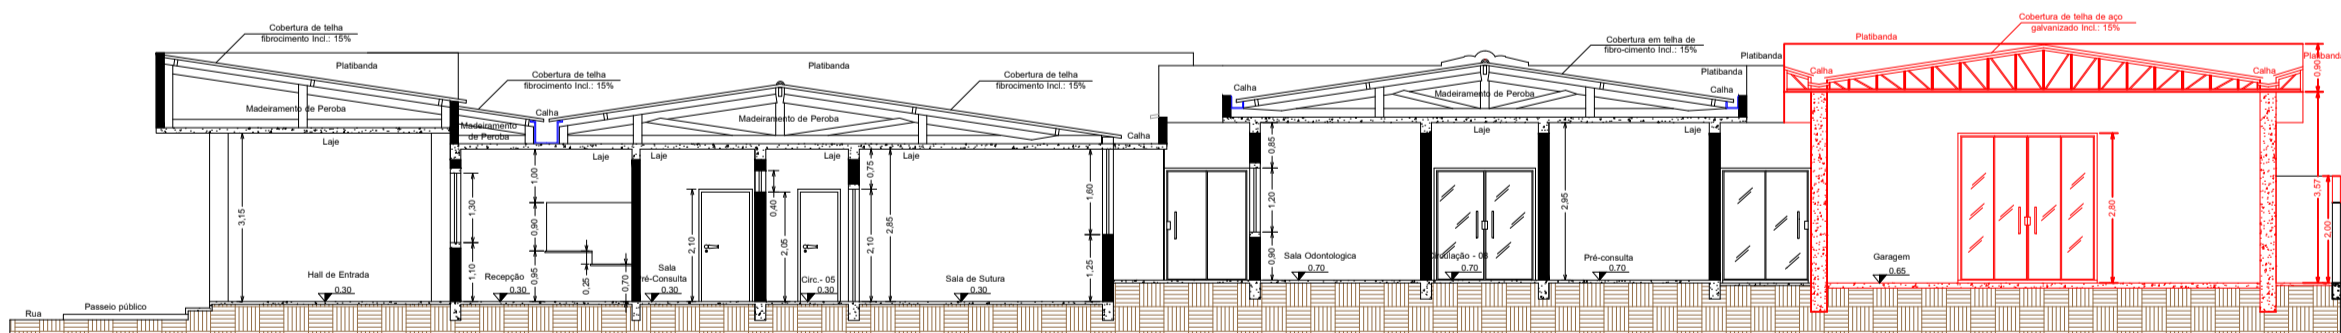 Cobertura de telha
fibrocimento Incl.: 15%
Platibanda
Madeiramento de Peroba
Laje
3,15
Hall de Entrada
0.30
Passeio público
Rua
Cobertura de telha
fibrocimento Incl.: 15%
Calha
Madeiramento
de Peroba
Laje
1,30
1,10
1,00
0,90
0,95
0,25
0,70
Recepção
0.30
Platibanda
Madeiramento de Peroba
Laje
2,10
Sala
Pré-Consulta
0.30
Laje
0,40
2,05
Circ.- 05
0.30
Cobertura de telha
fibrocimento Incl.: 15%
Calha
Laje
0,75
2,10
2,85
1,60
1,25
Sala de Sutura
0.30
Cobertura em telha de
fibro-cimento Incl.: 15%
Platibanda
Platibanda
Calha
Calha
Madeiramento de Peroba
Laje
Laje
0,85
1,20
0,90
2,95
Sala Odontologica
0.70
Circulação - 03
0.70
Pré-consulta
0.70
Cobertura de telha de aço
galvanizado Incl.: 15%
Platibanda
Platibanda
Calha
Calha
0,90
2,80
3,57
2,00
Garagem
0.65